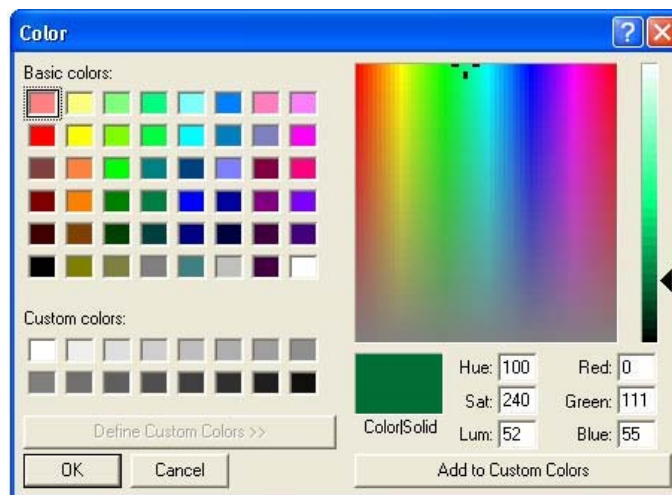 Color
Basic colors:
Custom colors:
Define Custom Colors >>
OK Cancel
Color|Solid
Hue: 100 Red: 0
Sat: 240 Green: 111
Lum: 52 Blue: 55
Add to Custom Colors